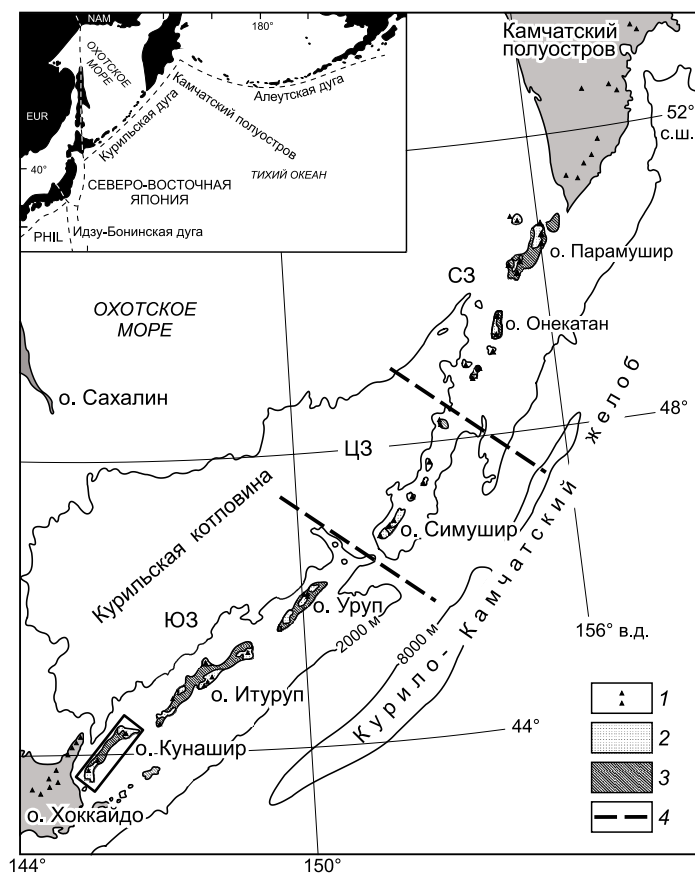 NAM
180°
ОХОТСКОЕ
МОРЕ
EUR
Курильская дуга
Камчатский полуостров
Алеутская дуга
40°
СЕВЕРО-ВОСТОЧНАЯ
ЯПОНИЯ
ТИХИЙ ОКЕАН
PHIL
Идзу-Бонинская дуга
Камчатский
полуостров
52°
с.ш.
о. Парамушир
СЗ
ОХОТСКОЕ
МОРЕ
о. Онекатан
о. Сахалин
48°
ЦЗ
Курильская котловина
о. Симушир
Курило-Камчатский желоб
о. Уруп
ЮЗ
2000 м
8000 м
156° в.д.
о. Итуруп
44°
о. Кунашир
о. Хоккайдо
1
2
3
4
144°
150°